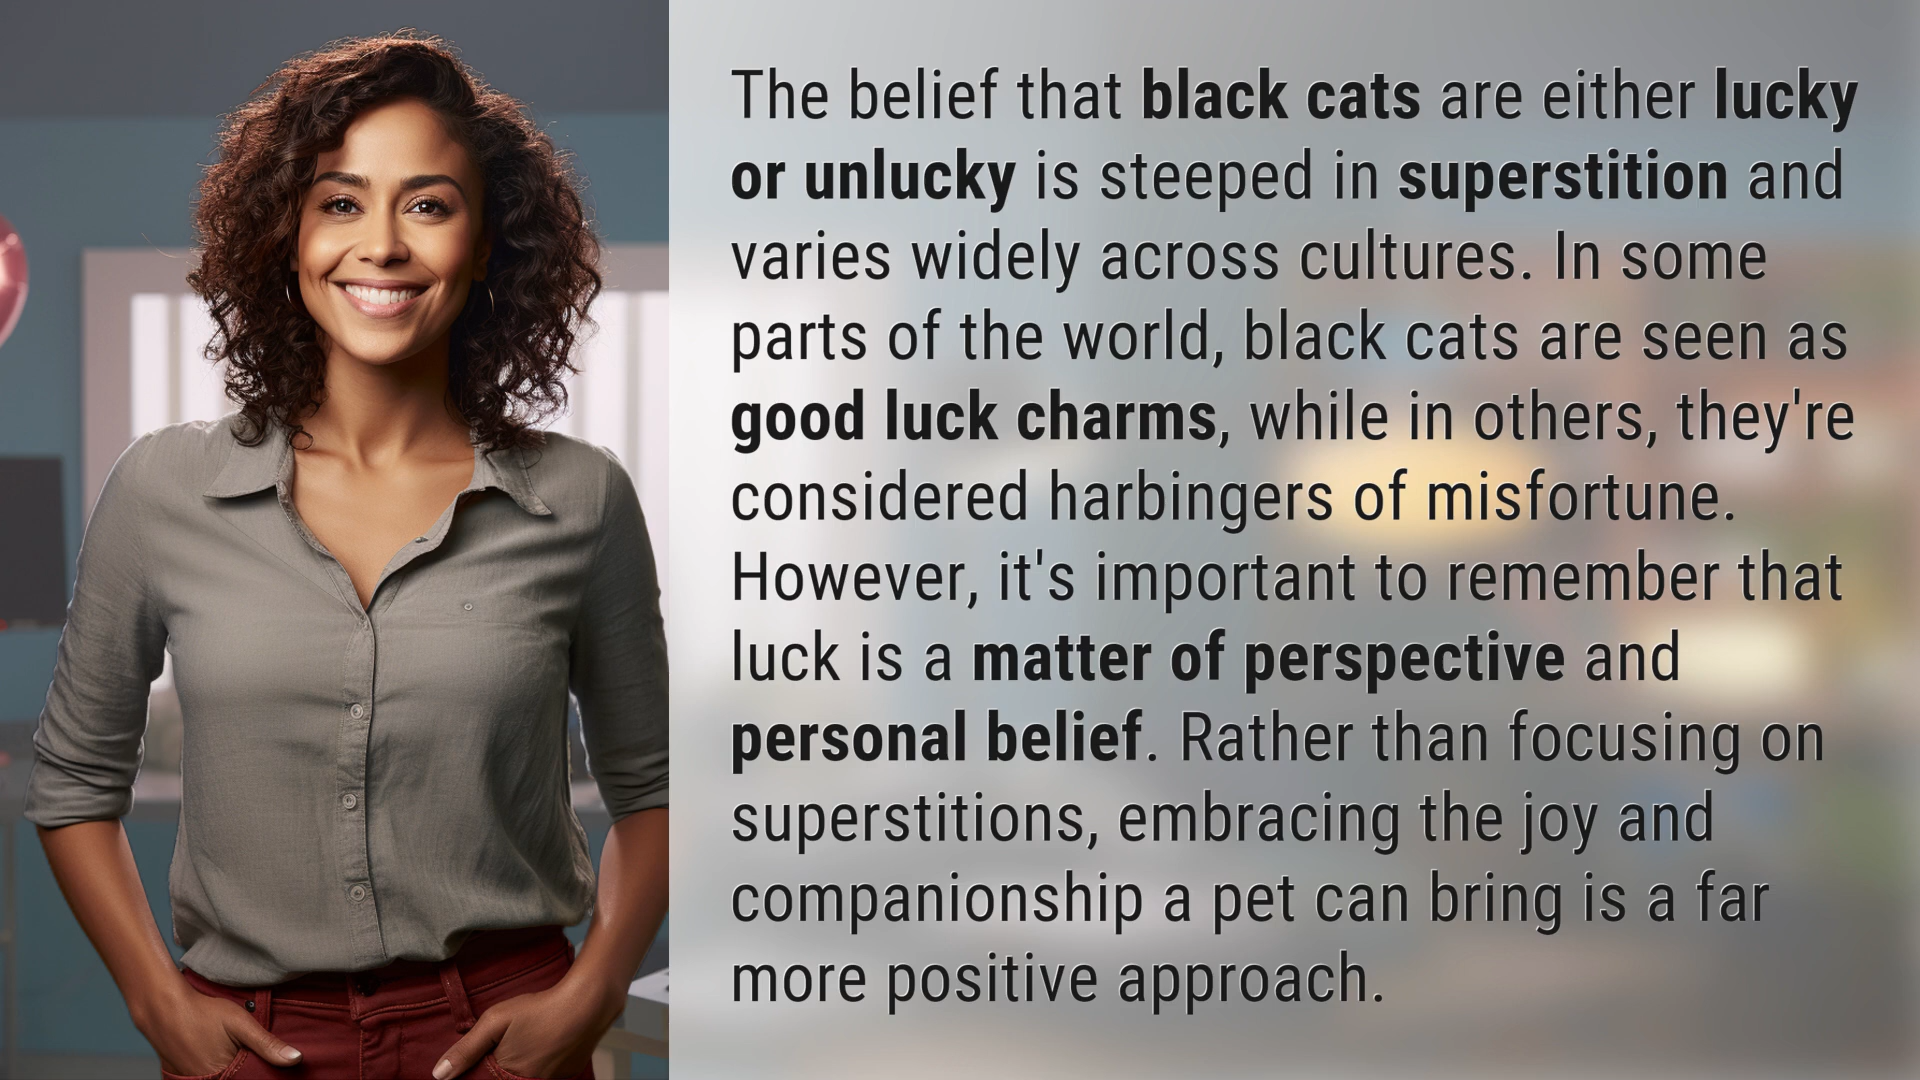 The belief that black cats are either lucky
or unlucky is steeped in superstition and
varies widely across cultures. In some
parts of the world, black cats are seen as
good luck charms, while in others, they're
considered harbingers of misfortune.
However, it's important to remember that
luck is a matter of perspective and
personal belief. Rather than focusing on
superstitions, embracing the joy and
companionship a pet can bring is a far
more positive approach.